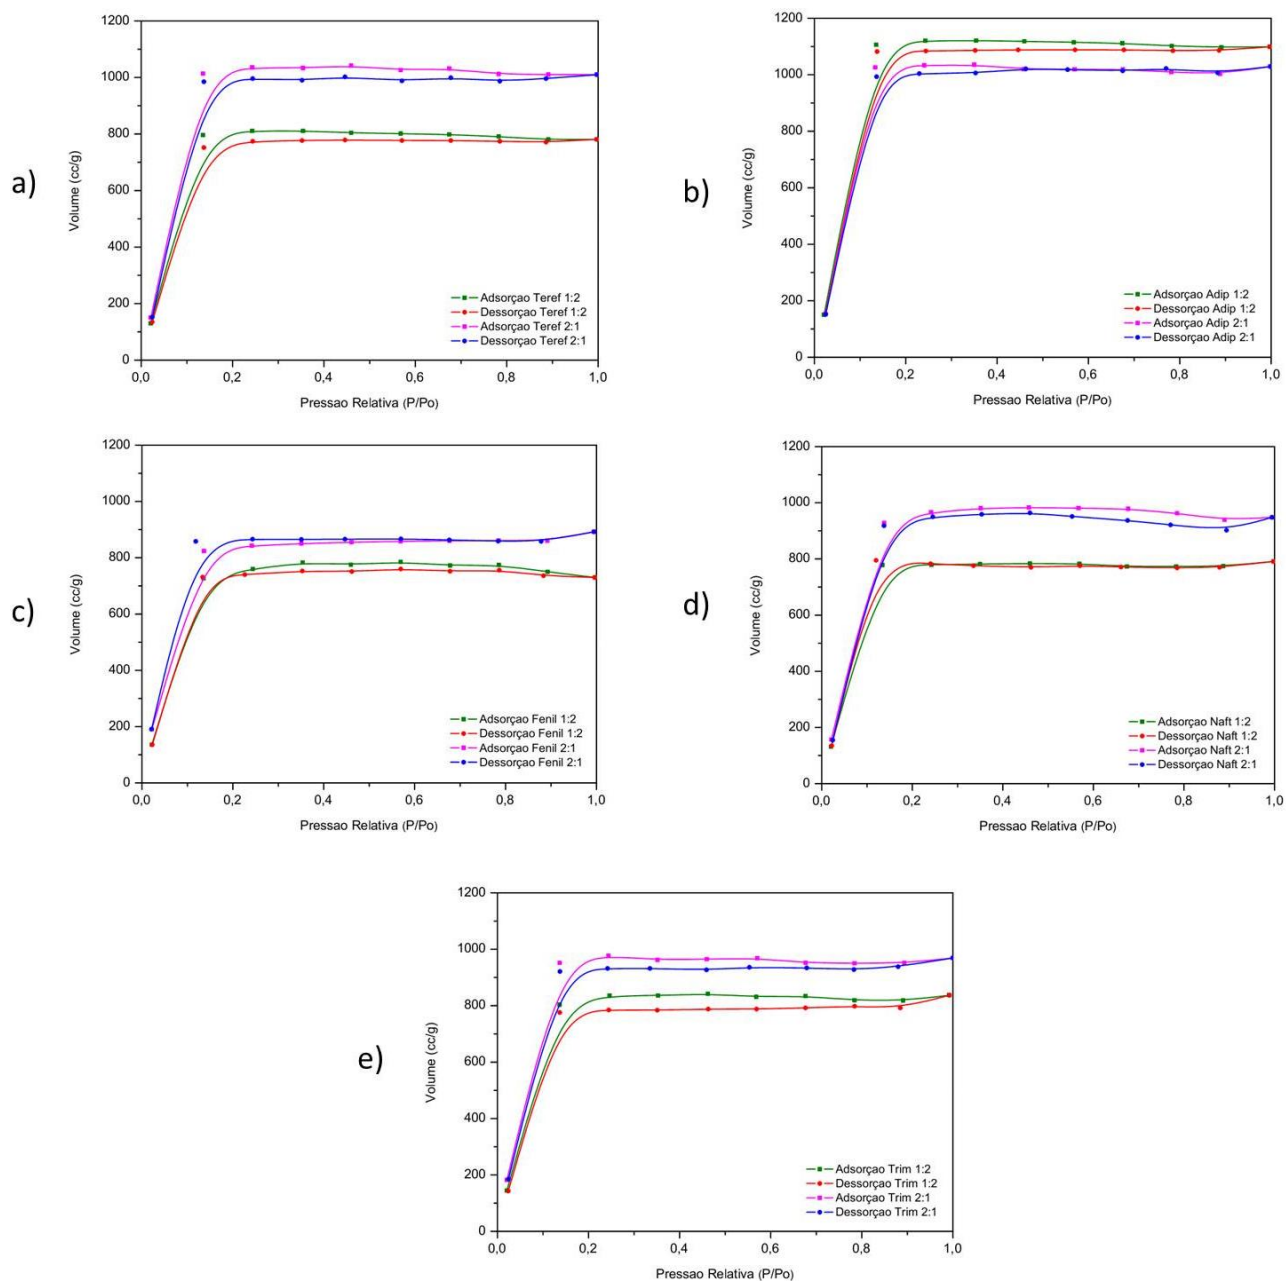 a)
Volume (cc/g)
1200
1000
800
600
400
200
0
Adsorçao Teref 1:2
Dessorçao Teref 1:2
Adsorçao Teref 2:1
Dessorçao Teref 2:1
0,0 0,2 0,4 0,6 0,8 1,0
Pressao Relativa (P/Po)
b)
Volume (cc/g)
1200
1000
800
600
400
200
0
Adsorçao Adip 1:2
Dessorçao Adip 1:2
Adsorçao Adip 2:1
Dessorçao Adip 2:1
0,0 0,2 0,4 0,6 0,8 1,0
Pressao Relativa (P/Po)
c)
Volume (cc/g)
1200
1000
800
600
400
200
0
Adsorçao Fenil 1:2
Dessorçao Fenil 1:2
Adsorçao Fenil 2:1
Dessorçao Fenil 2:1
0,0 0,2 0,4 0,6 0,8 1,0
Pressao Relativa (P/Po)
d)
Volume (cc/g)
1200
1000
800
600
400
200
0
Adsorçao Naft 1:2
Dessorçao Naft 1:2
Adsorçao Naft 2:1
Dessorçao Naft 2:1
0,0 0,2 0,4 0,6 0,8 1,0
Pressao Relativa (P/Po)
e)
Volume (cc/g)
1200
1000
800
600
400
200
0
Adsorçao Trim 1:2
Dessorçao Trim 1:2
Adsorçao Trim 2:1
Dessorçao Trim 2:1
0,0 0,2 0,4 0,6 0,8 1,0
Pressao Relativa (P/Po)